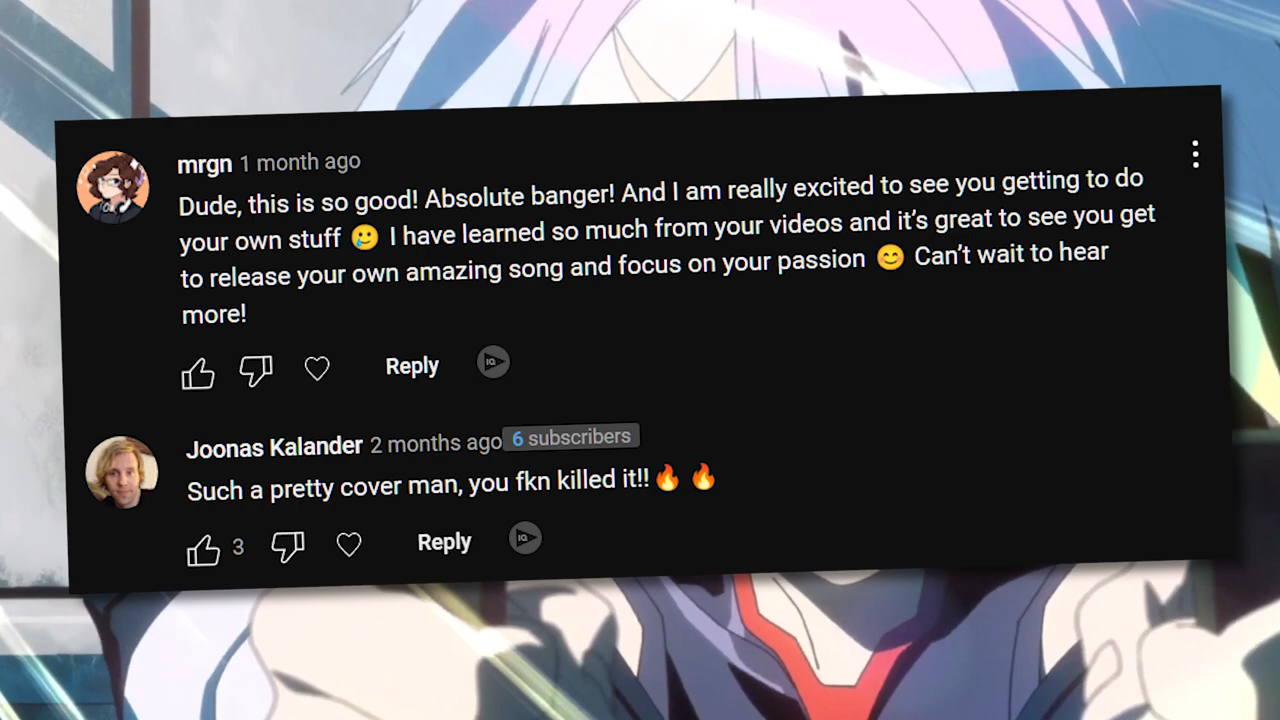 mrgn 1 month ago
Dude, this is so good! Absolute banger! And I am really excited to see you getting to do
your own stuff 🥲 I have learned so much from your videos and it’s great to see you get
to release your own amazing song and focus on your passion 😊 Can’t wait to hear
more!
Reply
IQ
Joonas Kalander 2 months ago 6 subscribers
Such a pretty cover man, you fkn killed it!!🔥 🔥
3 Reply
IQ